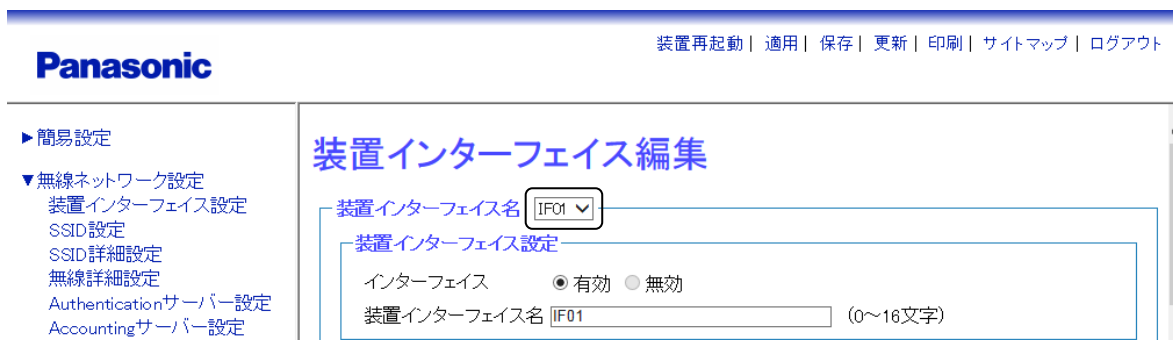 装置再起動| 適用| 保存| 更新| 印刷| サイトマップ| ログアウト
Panasonic
▶簡易設定
▼無線ネットワーク設定
装置インターフェイス設定
SSID設定
SSID詳細設定
無線詳細設定
Authenticationサーバー設定
Accountingサーバー設定
装置インターフェイス編集
装置インターフェイス名 IF01
装置インターフェイス設定
インターフェイス 有効 無効
装置インターフェイス名 IF01 (0～16文字)